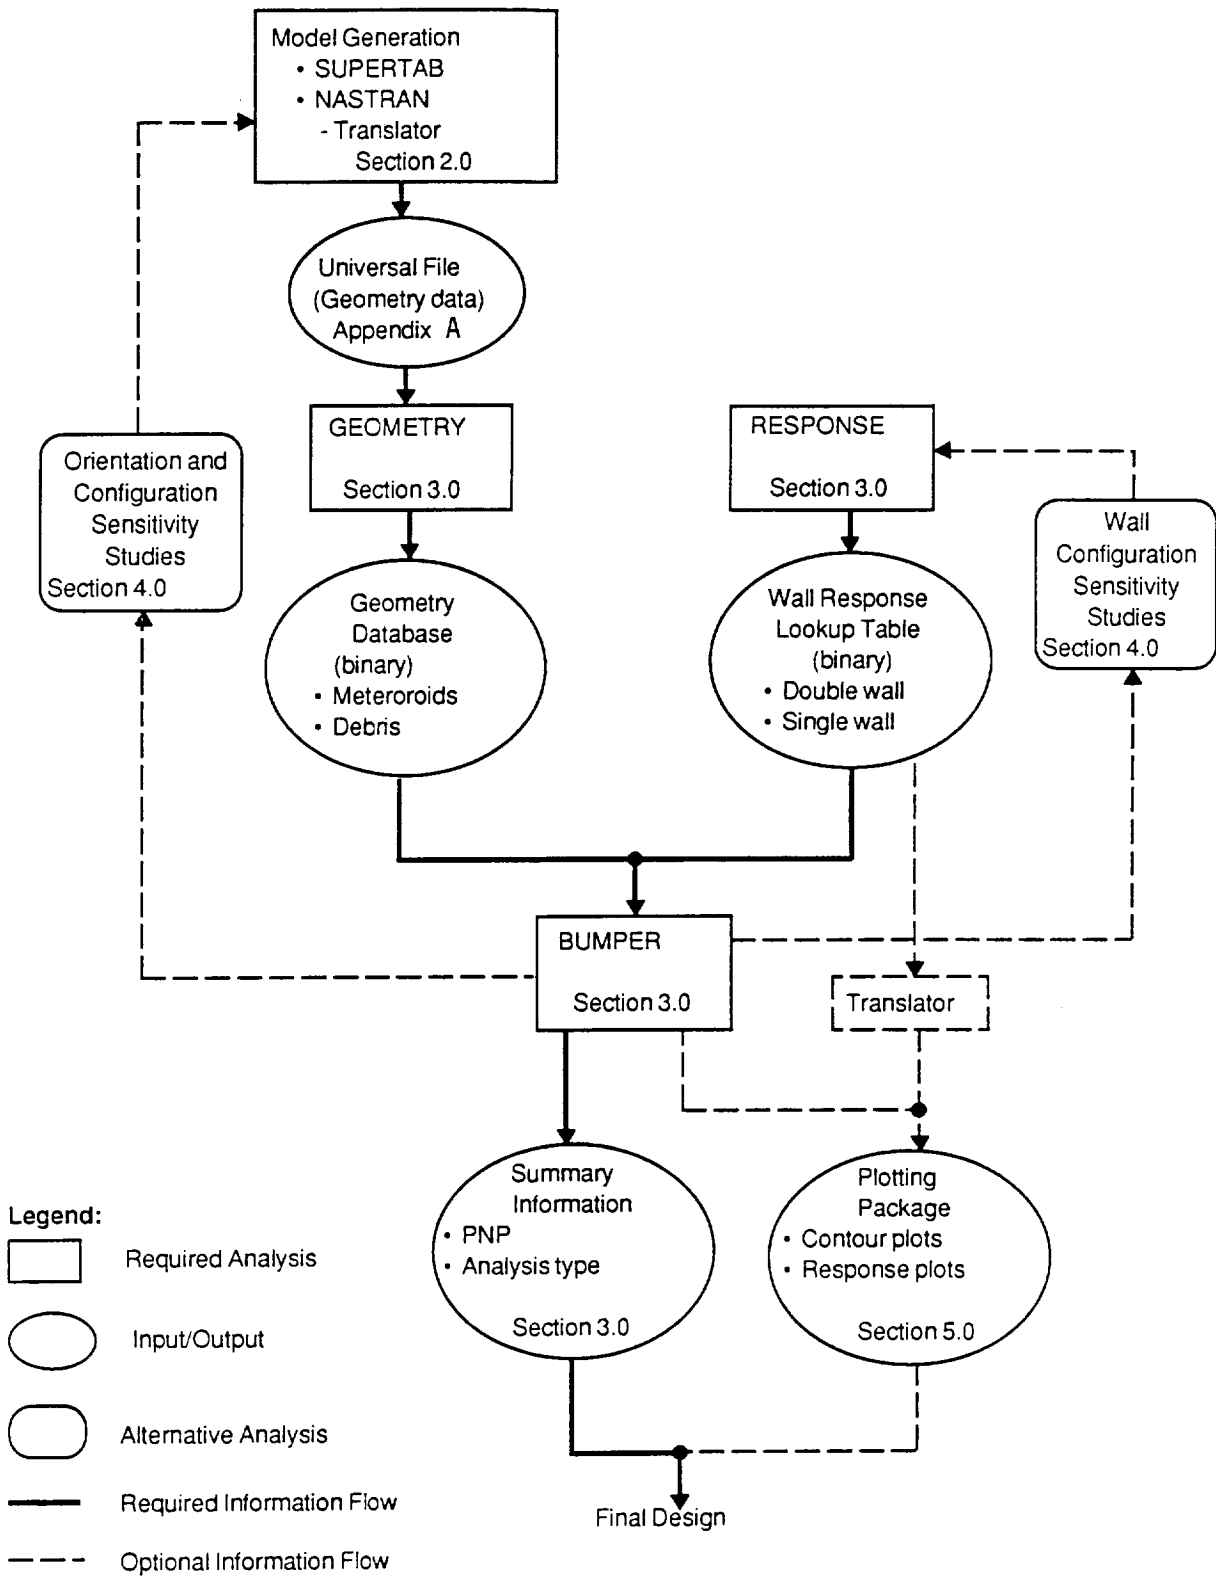 Model Generation
• SUPERTAB
• NASTRAN
- Translator
Section 2.0
Universal File
(Geometry data)
Appendix A
GEOMETRY
Section 3.0
RESPONSE
Section 3.0
Orientation and
Configuration
Sensitivity
Studies
Section 4.0
Wall
Configuration
Sensitivity
Studies
Section 4.0
Geometry
Database
(binary)
• Meteroroids
• Debris
Wall Response
Lookup Table
(binary)
• Double wall
• Single wall
BUMPER
Section 3.0
Translator
Summary
Information
• PNP
• Analysis type
Section 3.0
Plotting
Package
• Contour plots
• Response plots
Section 5.0
Final Design
Legend:
Required Analysis
Input/Output
Alternative Analysis
Required Information Flow
Optional Information Flow